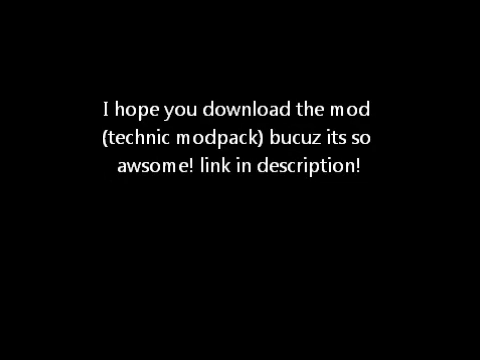 I hope you download the mod
(technic modpack) bucuz its so
awsome! link in description!